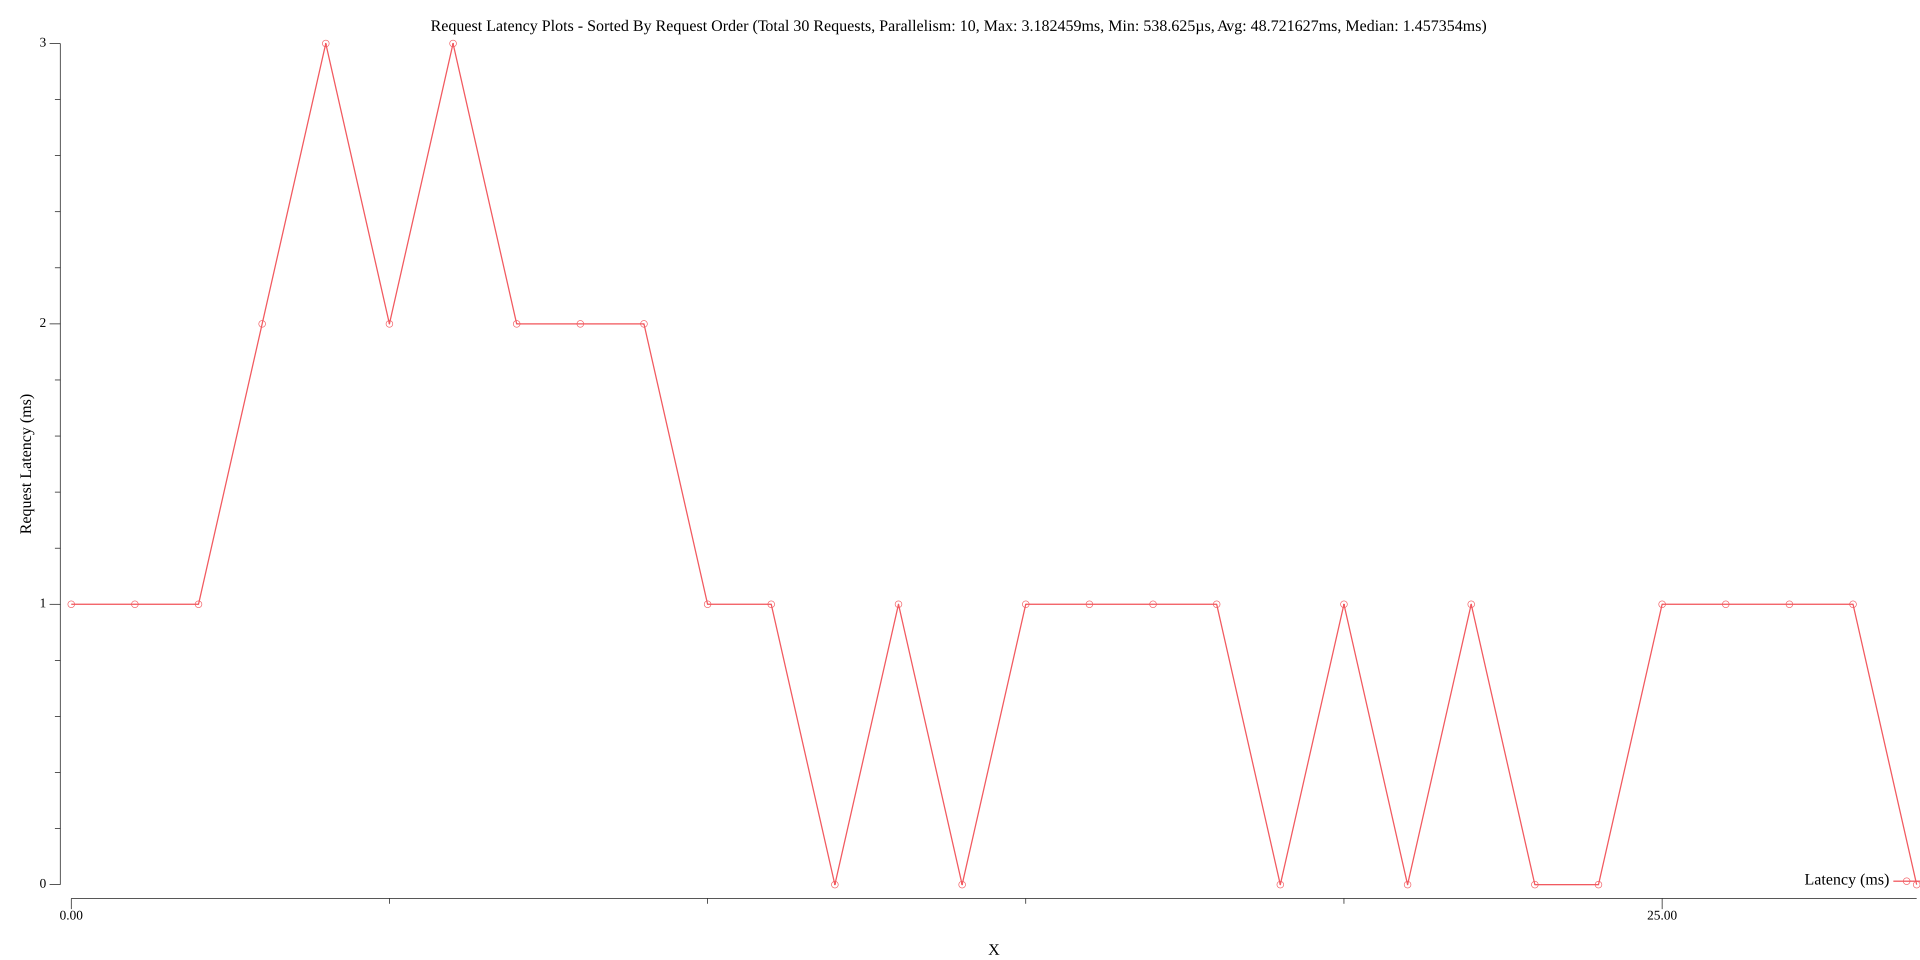 Request Latency Plots - Sorted By Request Order (Total 30 Requests, Parallelism: 10, Max: 3.182459ms, Min: 538.625µs, Avg: 48.721627ms, Median: 1.457354ms)
3
2
1
0
Request Latency (ms)
Latency (ms)
0.00
25.00
X